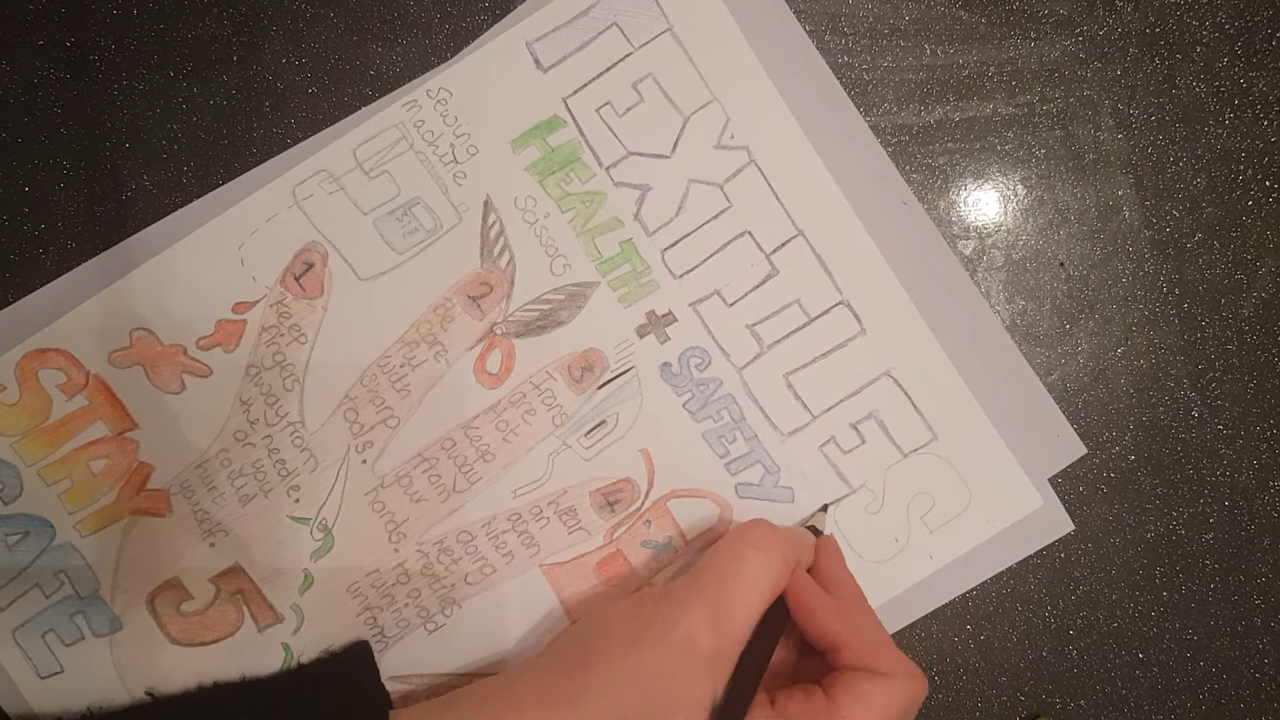 TEXTILES
HEALTH
+
SAFETY
Sewing
machine
Scissors
1
Keep
fingers
away from
the needle.
or you
could
hurt
yourself.
2
Be
care-
ful
with
sharp
tools.
3
Irons
are
Hot
keep
away
from
your
hands.
4
Wear
an
apron
when
doing
wet
textiles
to avoid
ruining
uniform
5
STAY
SAFE